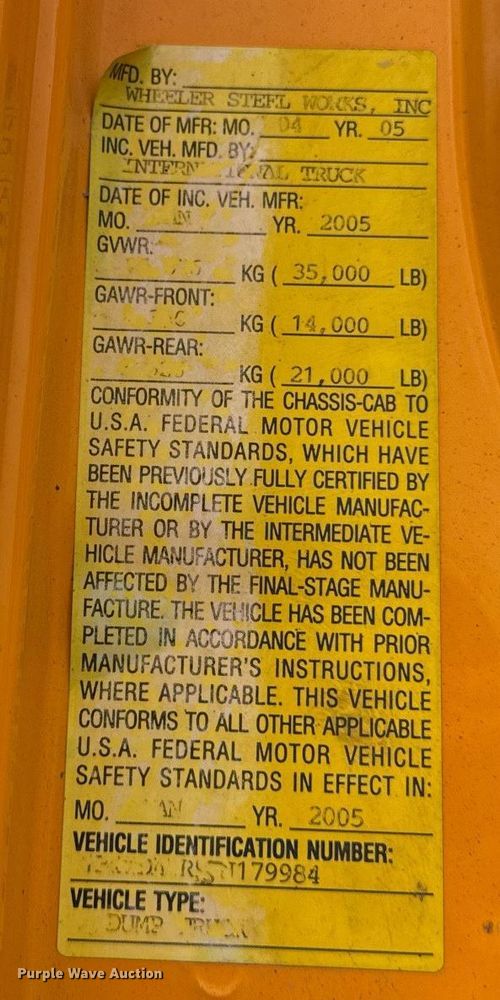 MFD. BY:
WHEELER STEEL WORKS, INC
DATE OF MFR: MO. 04 YR. 05
INC. VEH. MFD. BY:
TRUCK
DATE OF INC. VEH. MFR:
MO. YR. 2005
GVWR:
KG ( 35,000 LB)
GAWR-FRONT:
KG ( 14,000 LB)
GAWR-REAR:
KG ( 21,000 LB)
CONFORMITY OF THE CHASSIS-CAB TO
U.S.A. FEDERAL MOTOR VEHICLE
SAFETY STANDARDS, WHICH HAVE
BEEN PREVIOUSLY FULLY CERTIFIED BY
THE INCOMPLETE VEHICLE MANUFAC-
TURER OR BY THE INTERMEDIATE VE-
HICLE MANUFACTURER, HAS NOT BEEN
AFFECTED BY THE FINAL-STAGE MANU-
FACTURE. THE VEHICLE HAS BEEN COM-
PLETED IN ACCORDANCE WITH PRIOR
MANUFACTURER'S INSTRUCTIONS,
WHERE APPLICABLE. THIS VEHICLE
CONFORMS TO ALL OTHER APPLICABLE
U.S.A. FEDERAL MOTOR VEHICLE
SAFETY STANDARDS IN EFFECT IN:
MO. YR. 2005
VEHICLE IDENTIFICATION NUMBER:
VEHICLE TYPE:
DUMP TRUCK
Purple Wave Auction